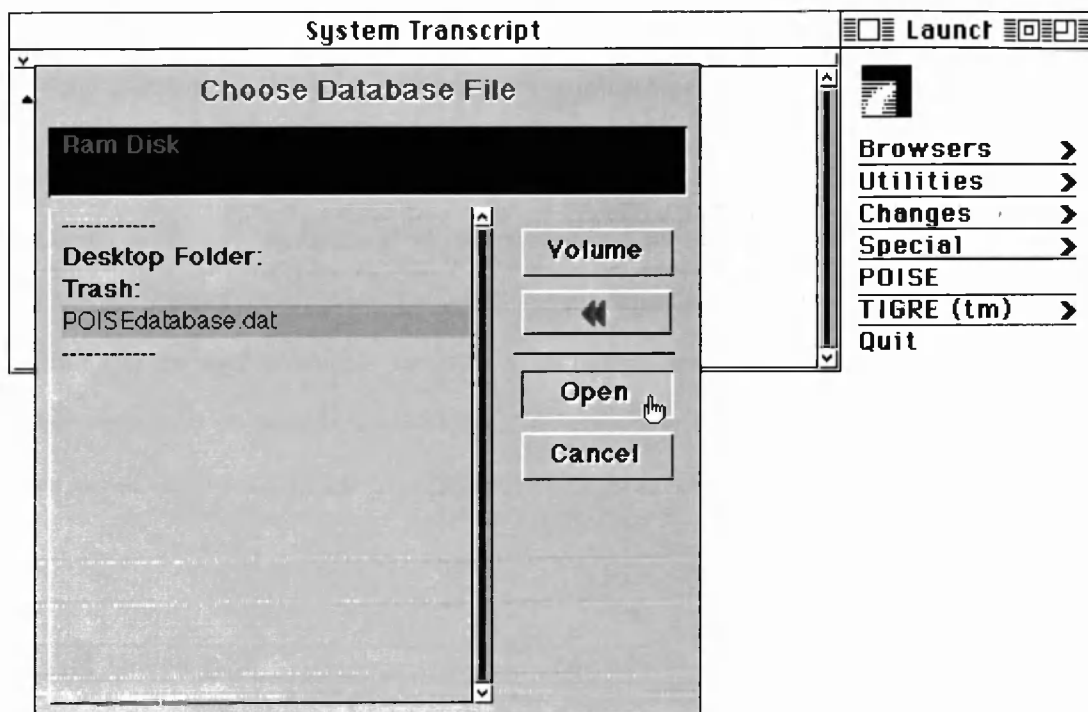 System Transcript
Launch
Choose Database File
Ram Disk
----------
Desktop Folder:
Trash:
POISEdatabase.dat
----------
Volume
Open
Cancel
Browsers
Utilities
Changes
Special
POISE
TIGRE (tm)
Quit